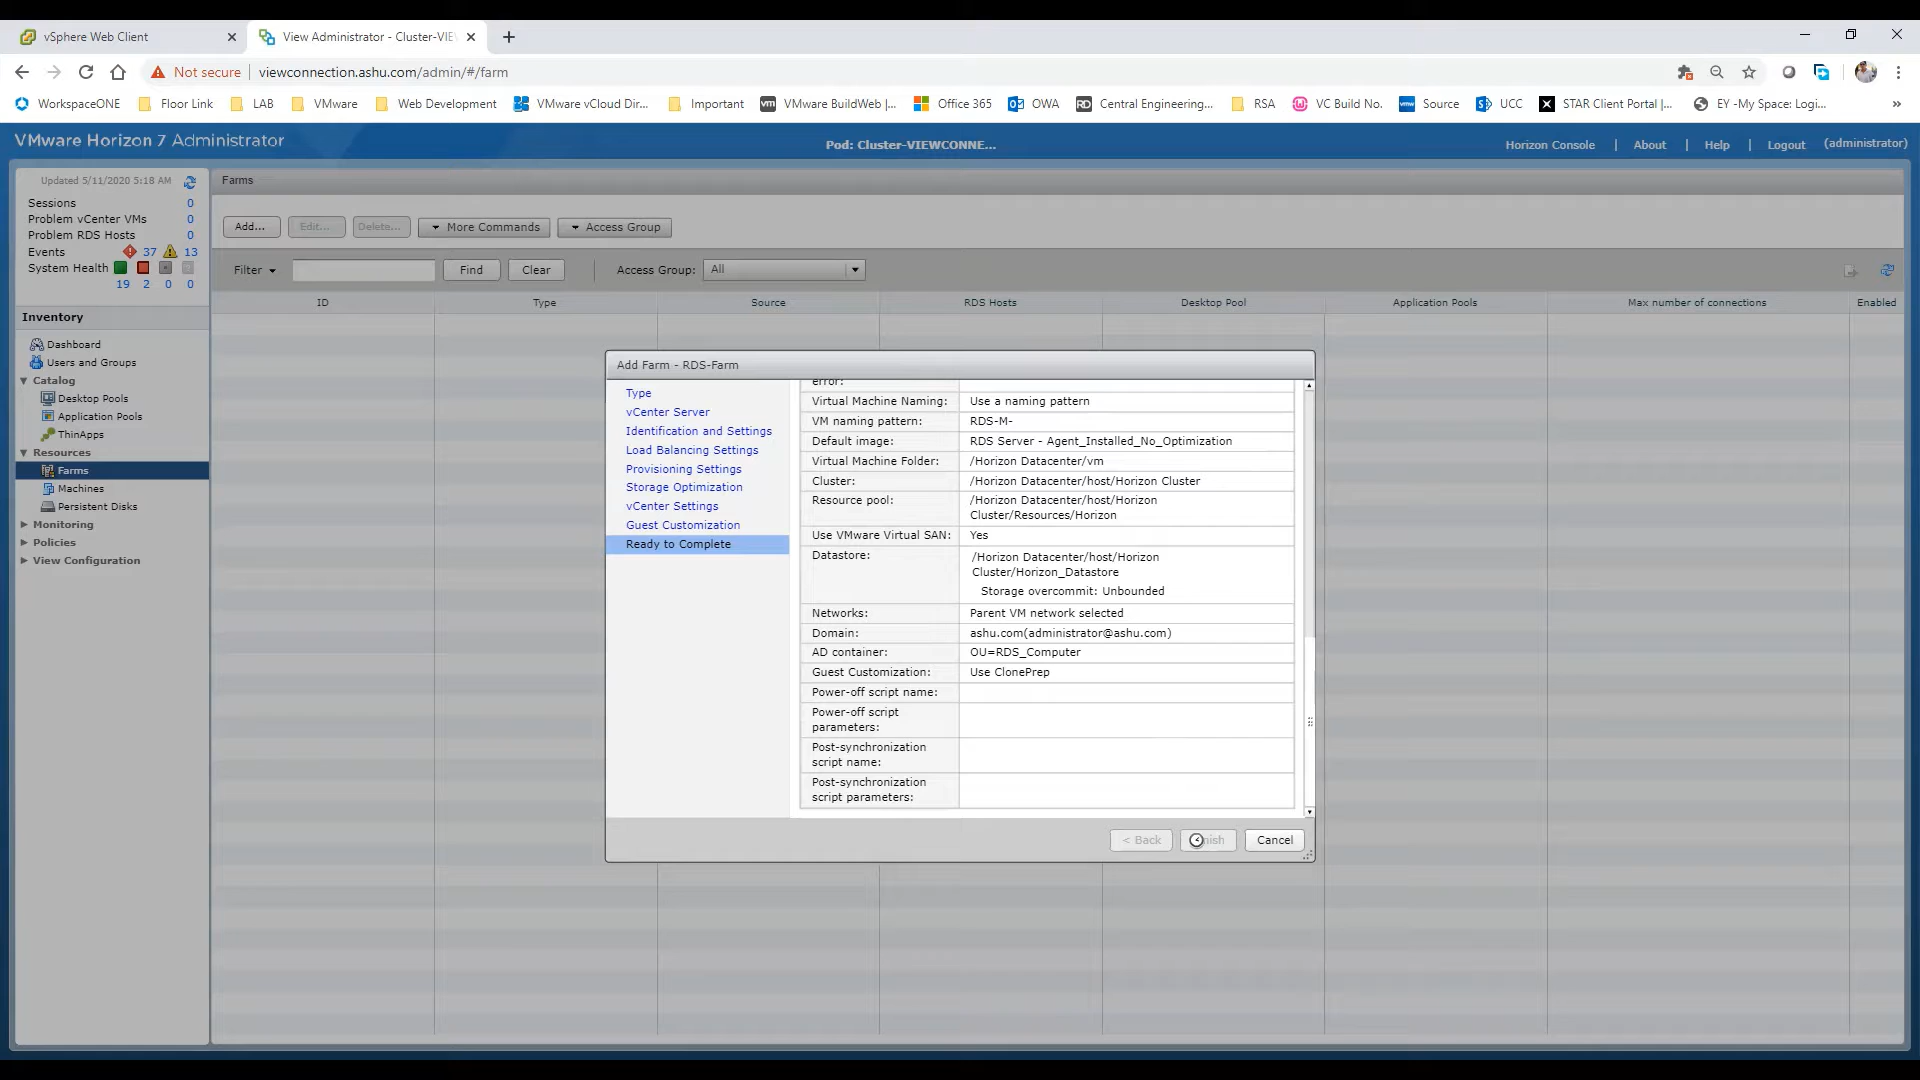 vSphere Web Client
View Administrator - Cluster-VIE
Not secure
viewconnection.ashu.com/admin/#/farm
WorkspaceONE
Floor Link
LAB
VMware
Web Development
VMware vCloud Dir...
Important
VMware BuildWeb |...
Office 365
OWA
Central Engineering...
RSA
VC Build No.
Source
UCC
STAR Client Portal |...
EY -My Space: Logi...
VMware Horizon 7 Administrator
Pod: Cluster-VIEWCONNE...
Horizon Console | About | Help | Logout (administrator)
Updated 5/11/2020 5:18 AM
Sessions 0
Problem vCenter VMs 0
Problem RDS Hosts 0
Events 37 13
System Health
19 2 0 0
Inventory
Dashboard
Users and Groups
Catalog
Desktop Pools
Application Pools
ThinApps
Resources
Farms
Machines
Persistent Disks
Monitoring
Policies
View Configuration
Farms
Add... Edit... Delete... More Commands Access Group
Filter Find Clear Access Group: All
ID Type Source RDS Hosts Desktop Pool Application Pools Max number of connections Enabled
Add Farm - RDS-Farm
Type
vCenter Server
Identification and Settings
Load Balancing Settings
Provisioning Settings
Storage Optimization
vCenter Settings
Guest Customization
Ready to Complete
error:
Virtual Machine Naming: Use a naming pattern
VM naming pattern: RDS-M-
Default image: RDS Server - Agent_Installed_No_Optimization
Virtual Machine Folder: /Horizon Datacenter/vm
Cluster: /Horizon Datacenter/host/Horizon Cluster
Resource pool: /Horizon Datacenter/host/Horizon
Cluster/Resources/Horizon
Use VMware Virtual SAN: Yes
Datastore: /Horizon Datacenter/host/Horizon
Cluster/Horizon_Datastore
Storage overcommit: Unbounded
Networks: Parent VM network selected
Domain: ashu.com(administrator@ashu.com)
AD container: OU=RDS_Computer
Guest Customization: Use ClonePrep
Power-off script name:
Power-off script
parameters:
Post-synchronization
script name:
Post-synchronization
script parameters:
< Back
Cancel